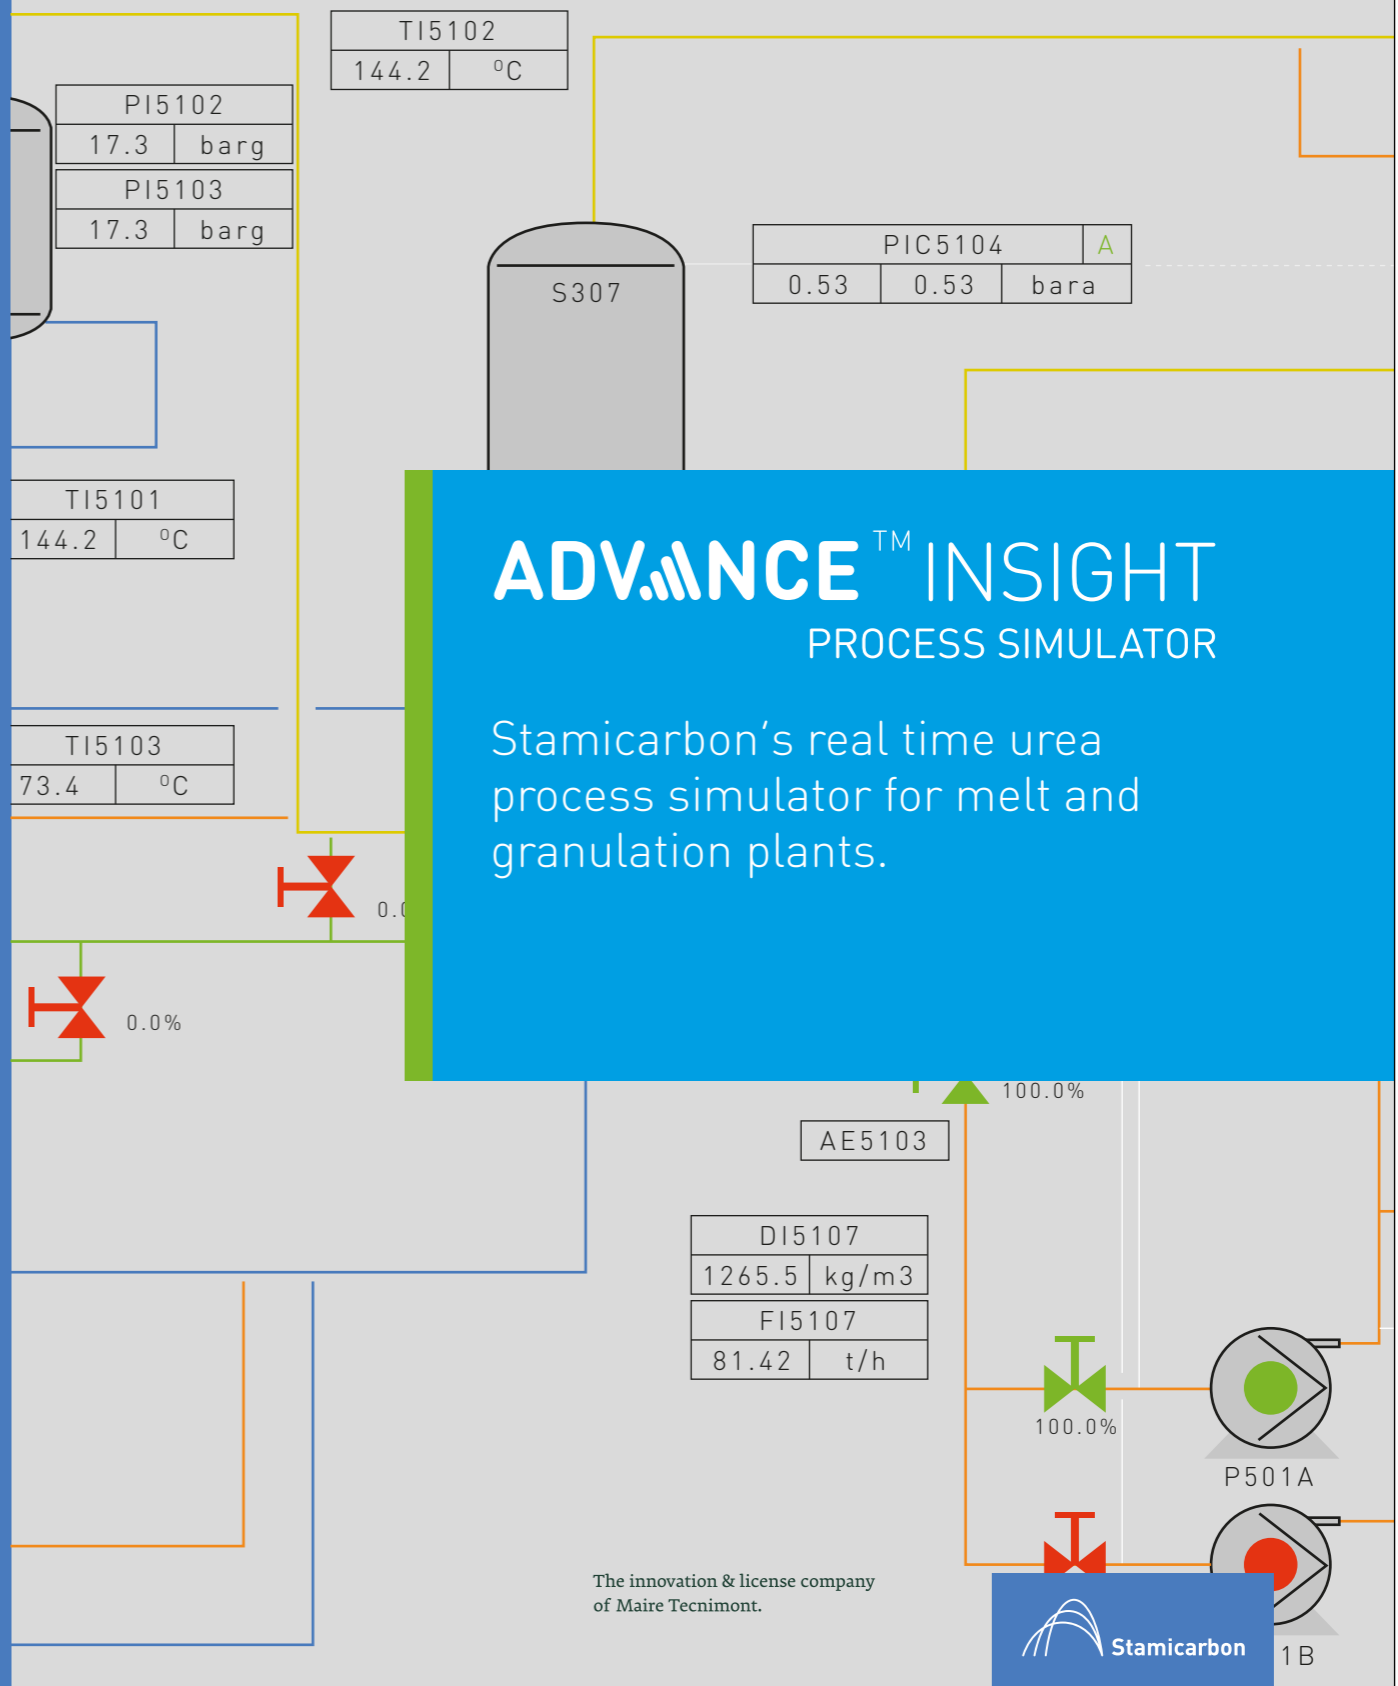 TI5102
144.2 ⁰C
PI5102
17.3 barg
PI5103
17.3 barg
PIC5104 A
0.53 0.53 bara
S307
TI5101
144.2 ⁰C
ADVANCE™ INSIGHT
PROCESS SIMULATOR
Stamicarbon's real time urea
process simulator for melt and
granulation plants.
TI5103
73.4 ⁰C
0.0%
100.0%
AE5103
DI5107
1265.5 kg/m3
FI5107
81.42 t/h
100.0%
P501A
The innovation & license company
of Maire Tecnimont.
Stamicarbon
1B